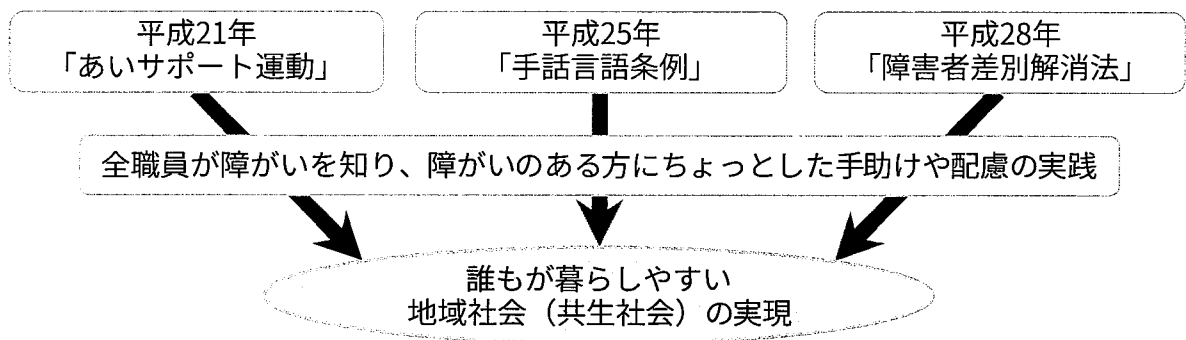 平成21年
「あいサポート運動」
平成25年
「手話言語条例」
平成28年
「障害者差別解消法」
全職員が障がいを知り、障がいのある方にちょっとした手助けや配慮の実践
誰もが暮らしやすい
地域社会（共生社会）の実現